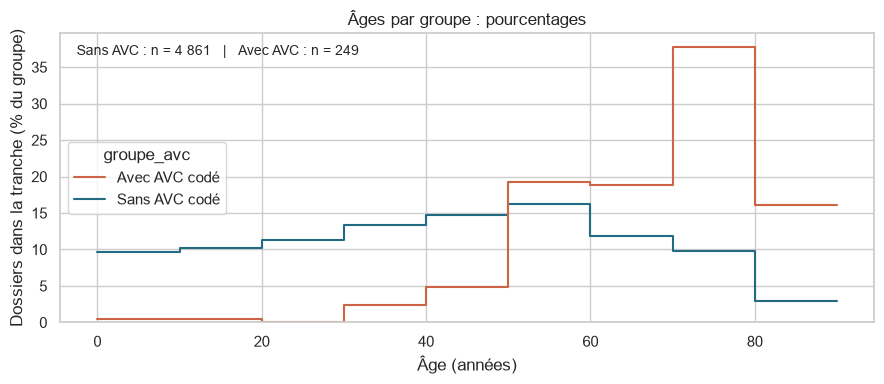 Âges par groupe : pourcentages
Sans AVC : n = 4 861 | Avec AVC : n = 249
groupe_avc
Avec AVC codé
Sans AVC codé
Dossiers dans la tranche (% du groupe)
35
30
25
20
15
10
5
0
0 20 40 60 80
Âge (années)